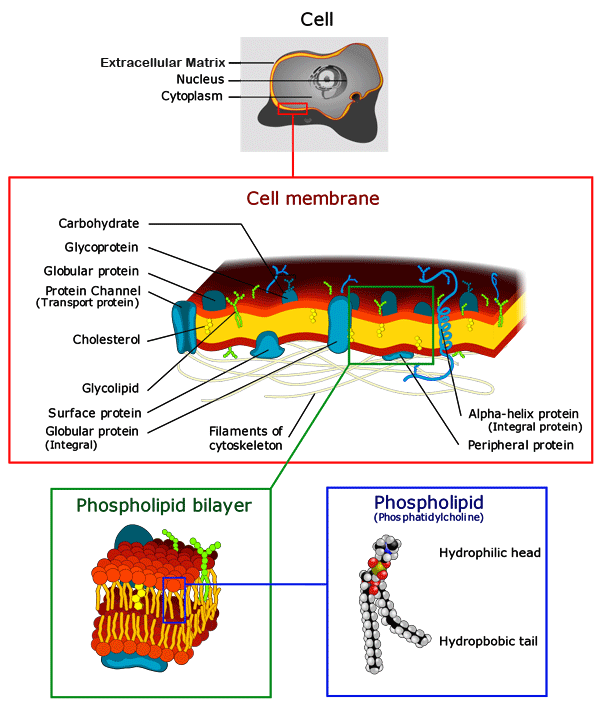 Cell
Extracellular Matrix
Nucleus
Cytoplasm
Cell membrane
Carbohydrate
Glycoprotein
Globular protein
Protein Channel
(Transport protein)
Cholesterol
Glycolipid
Surface protein
Globular protein
(Integral)
Filaments of
cytoskeleton
Alpha-helix protein
(Integral protein)
Peripheral protein
Phospholipid bilayer
Phospholipid
(Phosphatidylcholine)
Hydrophilic head
Hydropbobic tail